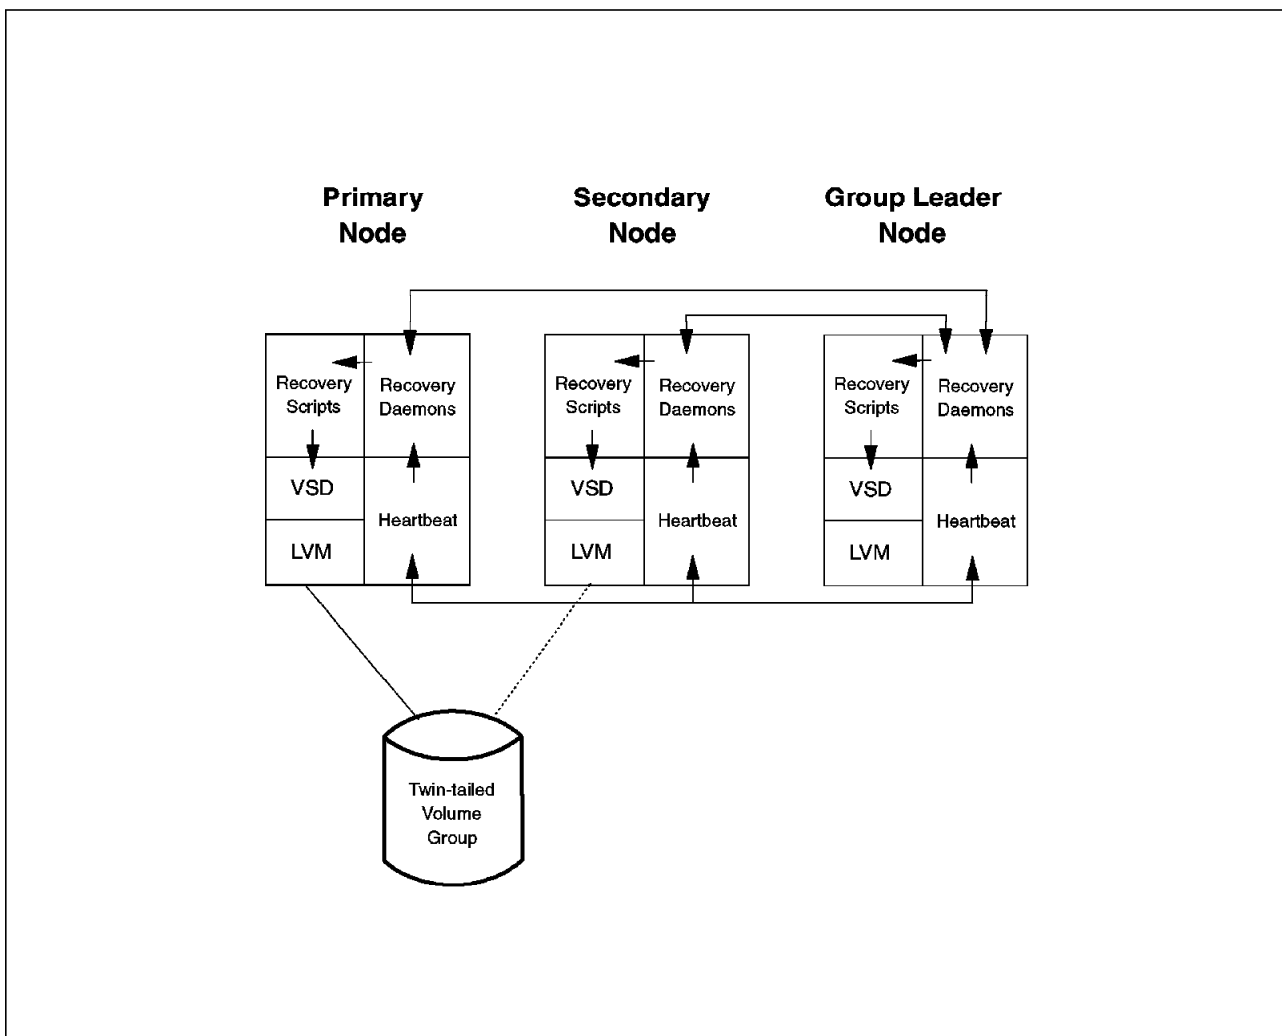 Primary
Node
Secondary
Node
Group Leader
Node
Recovery
Scripts
Recovery
Daemons
VSD
Heartbeat
LVM
Recovery
Scripts
Recovery
Daemons
VSD
Heartbeat
LVM
Recovery
Scripts
Recovery
Daemons
VSD
Heartbeat
LVM
Twin-tailed
Volume
Group